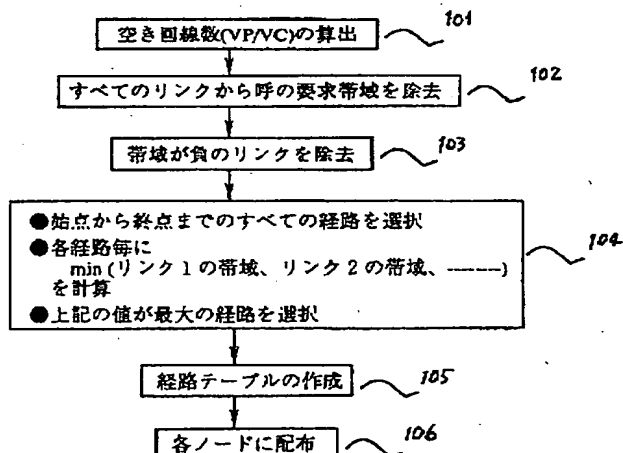 空き回線数(VP/VC)の算出
101
すべてのリンクから呼の要求帯域を除去
102
帯域が負のリンクを除去
103
●始点から終点までのすべての経路を選択
●各経路毎に
min (リンク1の帯域、リンク2の帯域、------)
を計算
●上記の値が最大の経路を選択
104
経路テーブルの作成
105
各ノードに配布
106